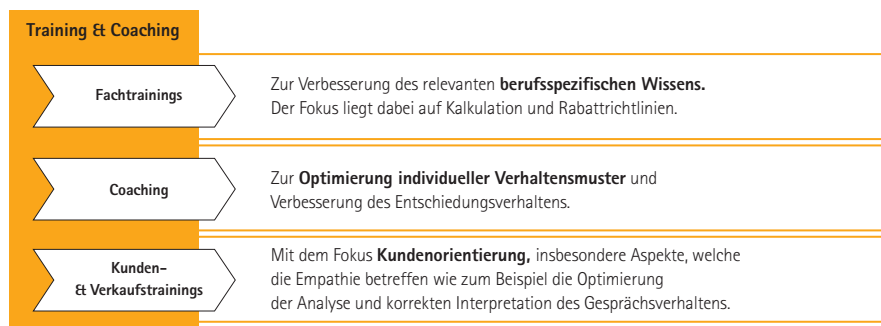 Training & Coaching
Fachtrainings
Zur Verbesserung des relevanten berufsspezifischen Wissens.
Der Fokus liegt dabei auf Kalkulation und Rabattrichtlinien.
Coaching
Zur Optimierung individueller Verhaltensmuster und
Verbesserung des Entschiedungsverhaltens.
Kunden-
& Verkaufstrainings
Mit dem Fokus Kundenorientierung, insbesondere Aspekte, welche
die Empathie betreffen wie zum Beispiel die Optimierung
der Analyse und korrekten Interpretation des Gesprächsverhaltens.